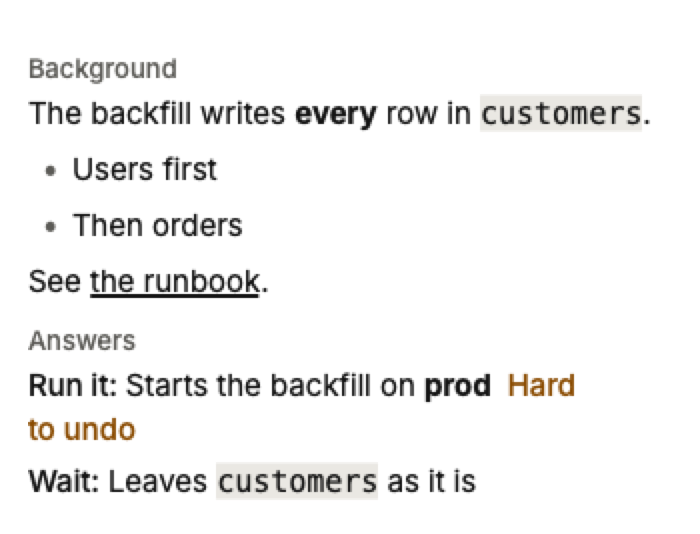 Background
The backfill writes every row in customers.
• Users first
• Then orders
See the runbook.
Answers
Run it: Starts the backfill on prod Hard
to undo
Wait: Leaves customers as it is